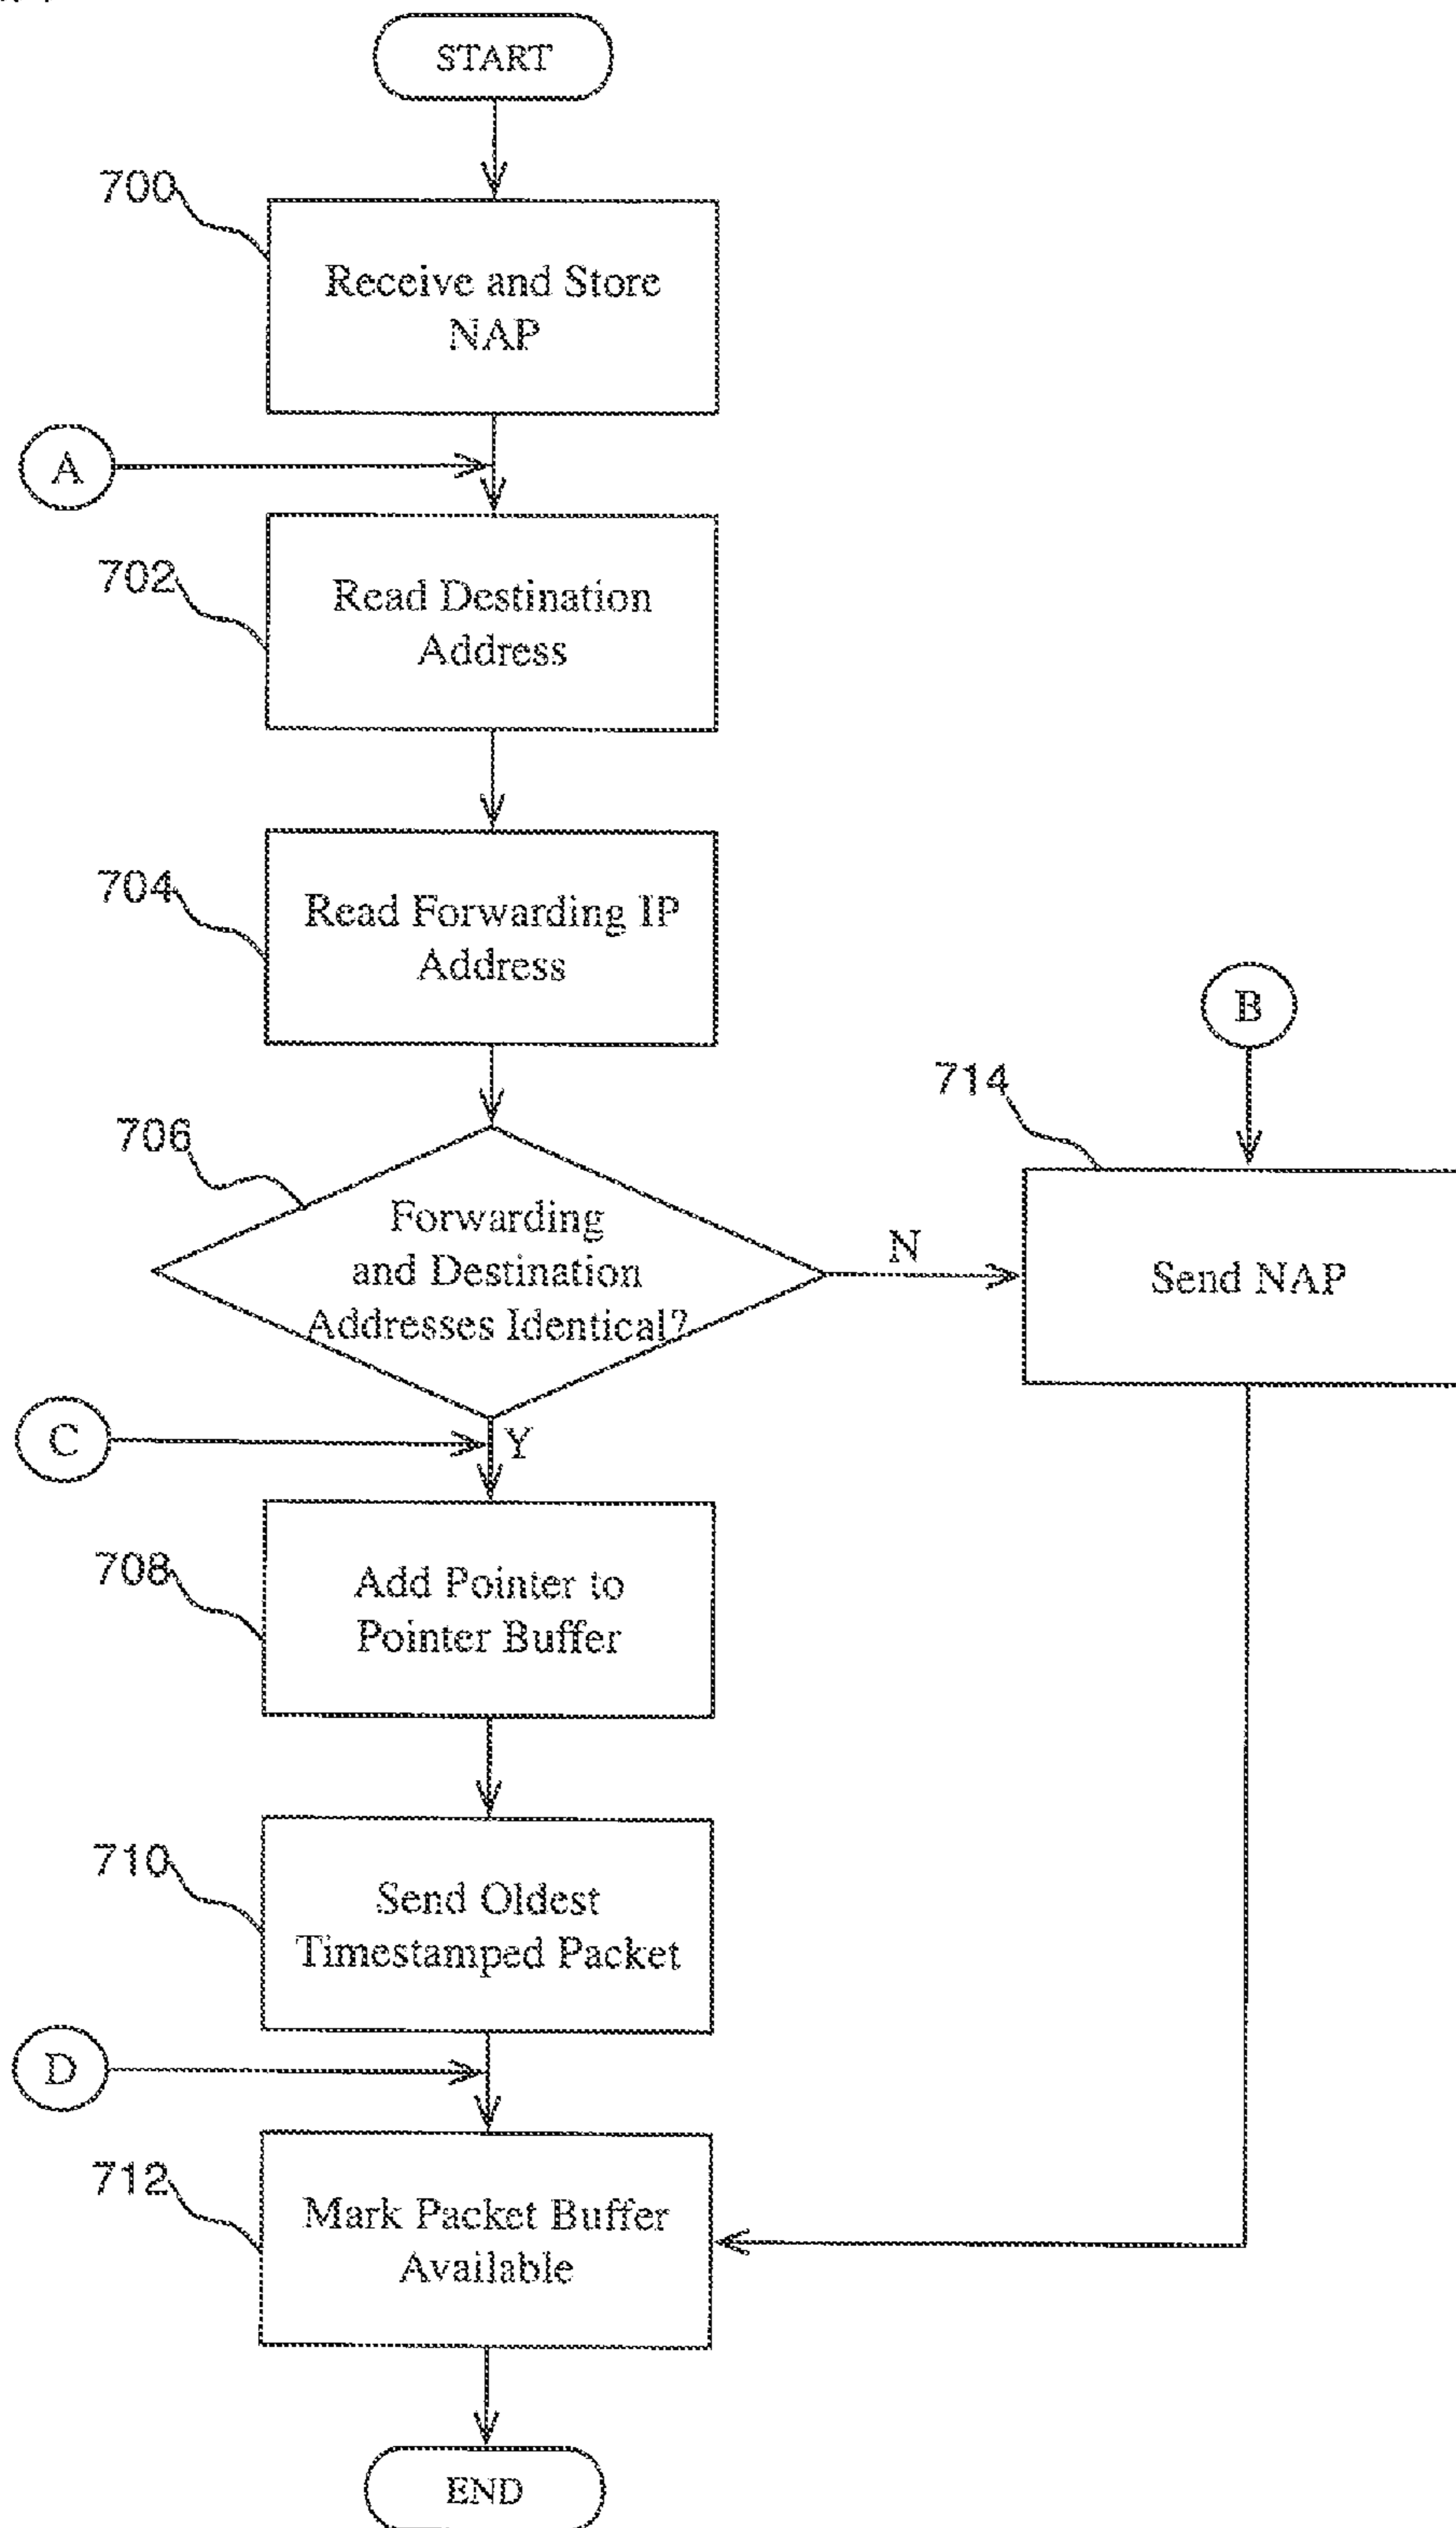 START
700
Receive and Store
NAP
A
702
Read Destination
Address
704
Read Forwarding IP
Address
B
714
706
Forwarding
and Destination
Addresses Identical?
N
Send NAP
C
Y
708
Add Pointer to
Pointer Buffer
710
Send Oldest
Timestamped Packet
D
712
Mark Packet Buffer
Available
END